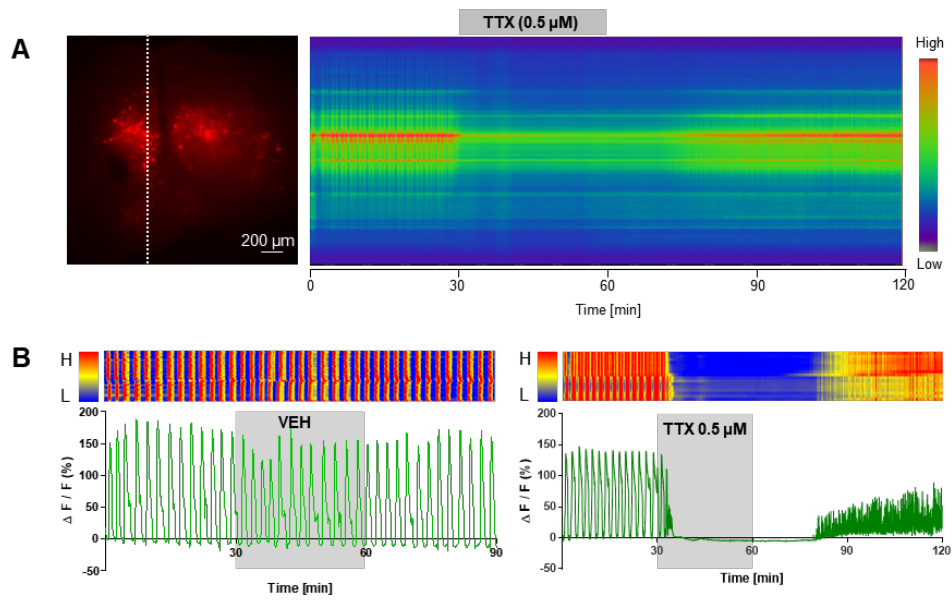 TTX (0.5 µM)
A
High
200 µm
Low
0 30 60 90 120
Time [min]
B
H
L
H
L
VEH
TTX 0.5 µM
200
150
100
50
0
-50
Δ F / F (%)
30 60 90
Time [min]
200
150
100
50
0
-50
Δ F / F (%)
30 60 90 120
Time [min]